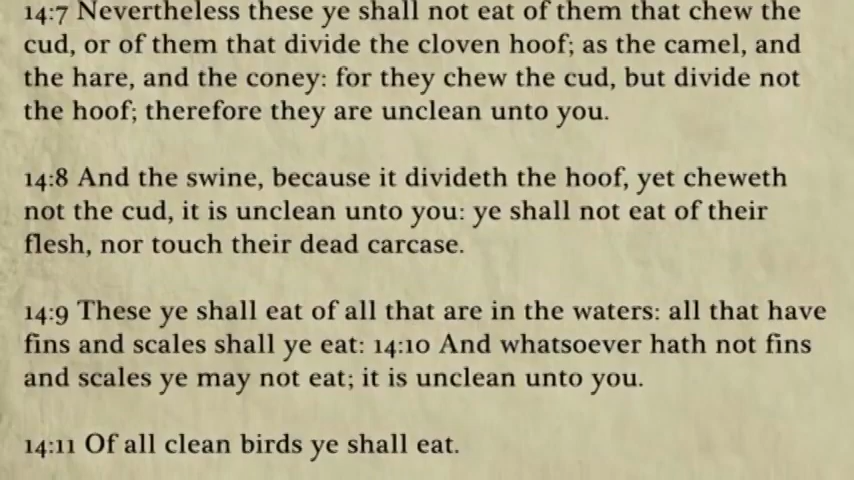 14:7 Nevertheless these ye shall not eat of them that chew the
cud, or of them that divide the cloven hoof; as the camel, and
the hare, and the coney: for they chew the cud, but divide not
the hoof; therefore they are unclean unto you.
14:8 And the swine, because it divideth the hoof, yet cheweth
not the cud, it is unclean unto you: ye shall not eat of their
flesh, nor touch their dead carcase.
14:9 These ye shall eat of all that are in the waters: all that have
fins and scales shall ye eat: 14:10 And whatsoever hath not fins
and scales ye may not eat; it is unclean unto you.
14:11 Of all clean birds ye shall eat.